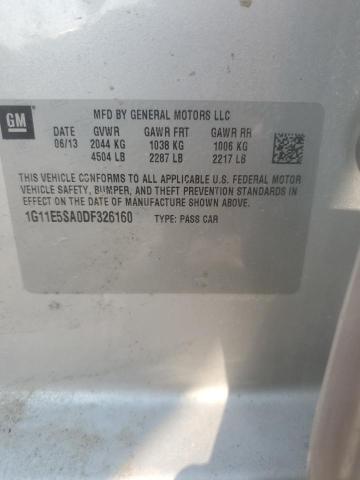 GM
MFD BY GENERAL MOTORS LLC
DATE GVWR GAWR FRT GAWR RR
06/13 2044 KG 1038 KG 1006 KG
4504 LB 2287 LB 2217 LB
THIS VEHICLE CONFORMS TO ALL APPLICABLE U.S. FEDERAL MOTOR
VEHICLE SAFETY, BUMPER, AND THEFT PREVENTION STANDARDS IN
EFFECT ON THE DATE OF MANUFACTURE SHOWN ABOVE.
1G11E5SA0DF326160 TYPE: PASS CAR